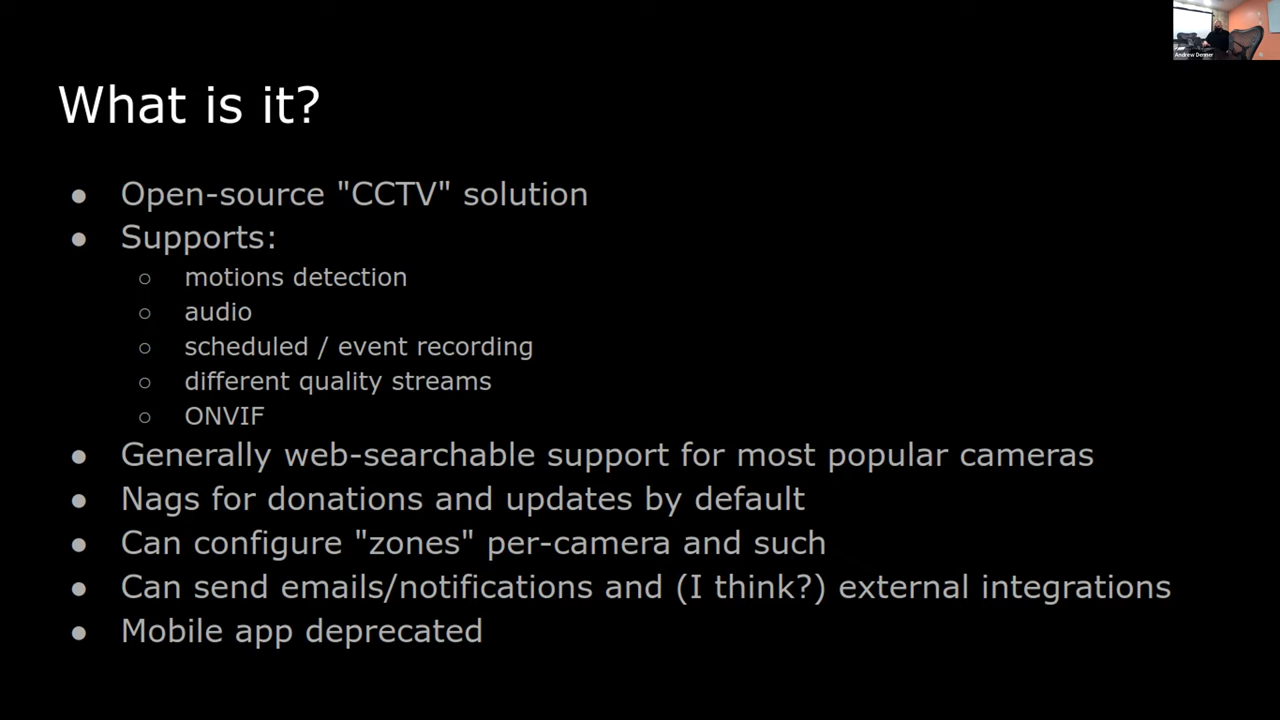 Andrew Denner
What is it?
● Open-source "CCTV" solution
● Supports:
○ motions detection
○ audio
○ scheduled / event recording
○ different quality streams
○ ONVIF
● Generally web-searchable support for most popular cameras
● Nags for donations and updates by default
● Can configure "zones" per-camera and such
● Can send emails/notifications and (I think?) external integrations
● Mobile app deprecated